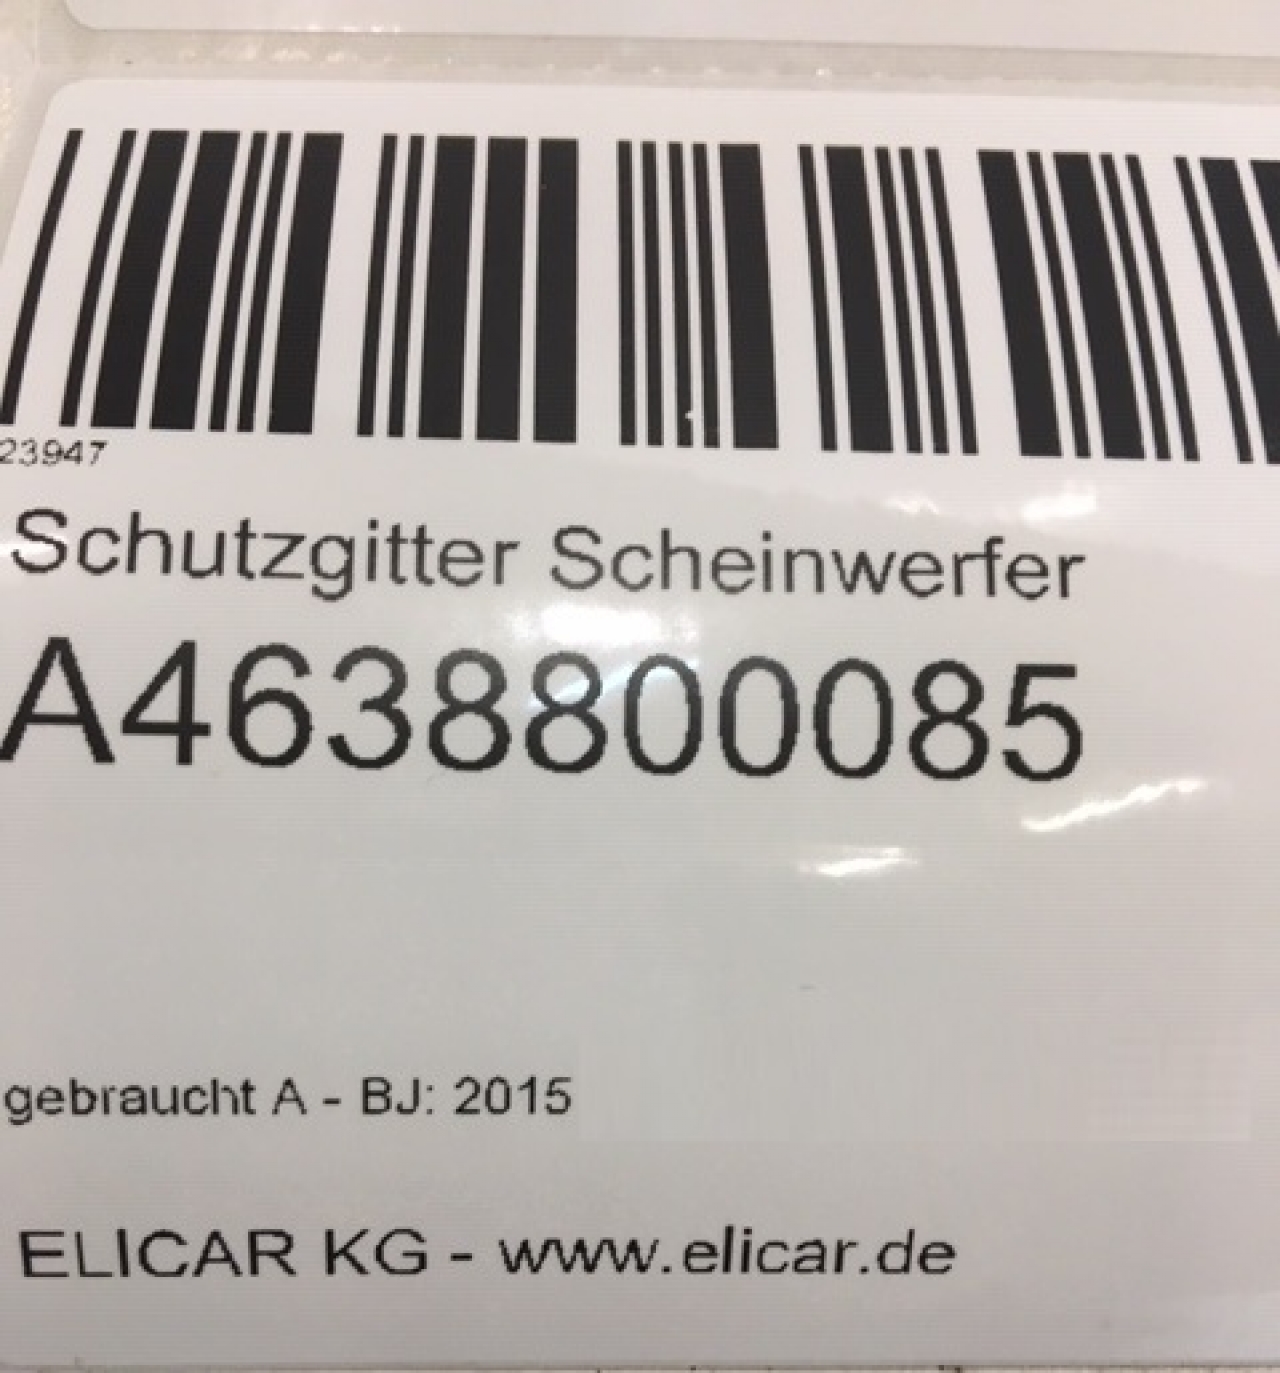 23947
Schutzgitter Scheinwerfer
A4638800085
gebraucht A - BJ: 2015
ELICAR KG - www.elicar.de